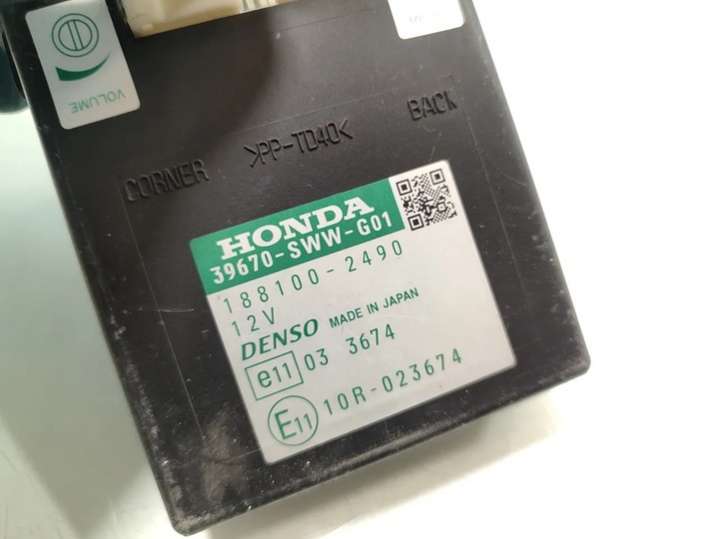 VOLUME
CORNER
>PP-TD40<
BACK
HONDA
39670-SWW-G01
188100-2490
12V
DENSO MADE IN JAPAN
e11 03 3674
E11 10R-023674